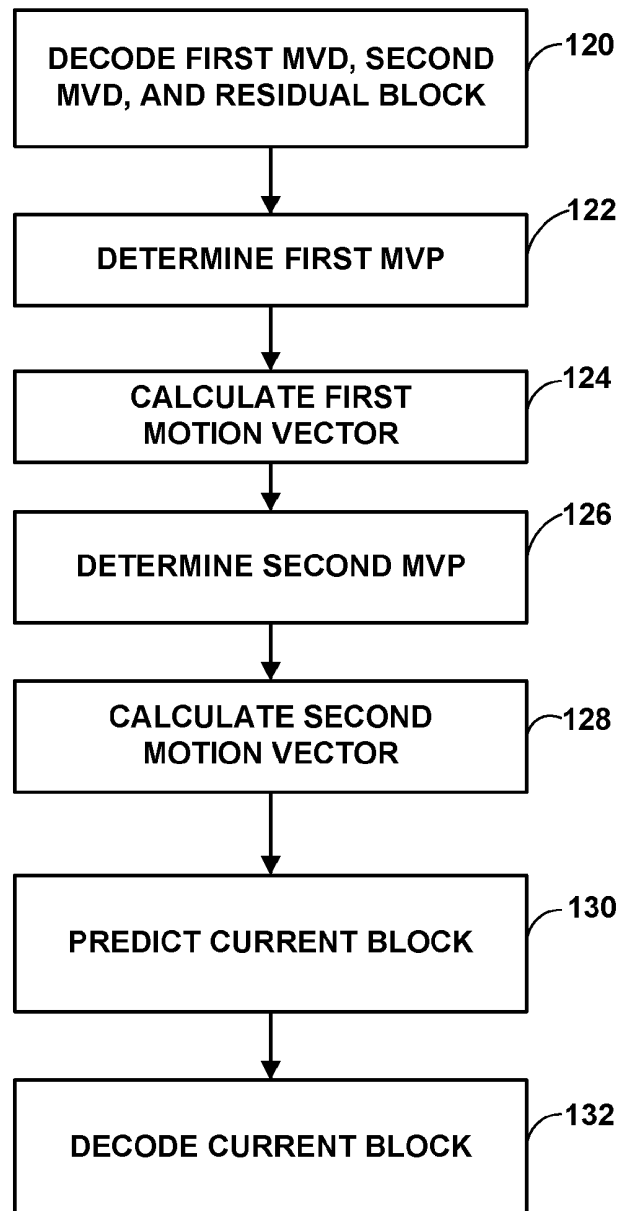 DECODE FIRST MVD, SECOND
MVD, AND RESIDUAL BLOCK
120
DETERMINE FIRST MVP
122
CALCULATE FIRST
MOTION VECTOR
124
DETERMINE SECOND MVP
126
CALCULATE SECOND
MOTION VECTOR
128
PREDICT CURRENT BLOCK
130
DECODE CURRENT BLOCK
132